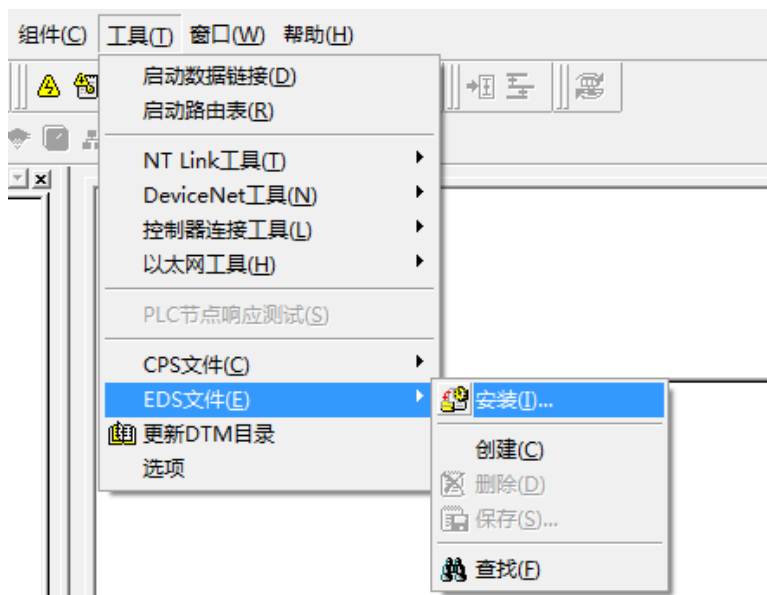 组件(C) 工具(T) 窗口(W) 帮助(H)
启动数据链接(D)
启动路由表(R)
NT Link工具(T)
DeviceNet工具(N)
控制器连接工具(L)
以太网工具(H)
PLC节点响应测试(S)
CPS文件(C)
EDS文件(E)
更新DTM目录
选项
安装(I)...
创建(C)
删除(D)
保存(S)...
查找(F)